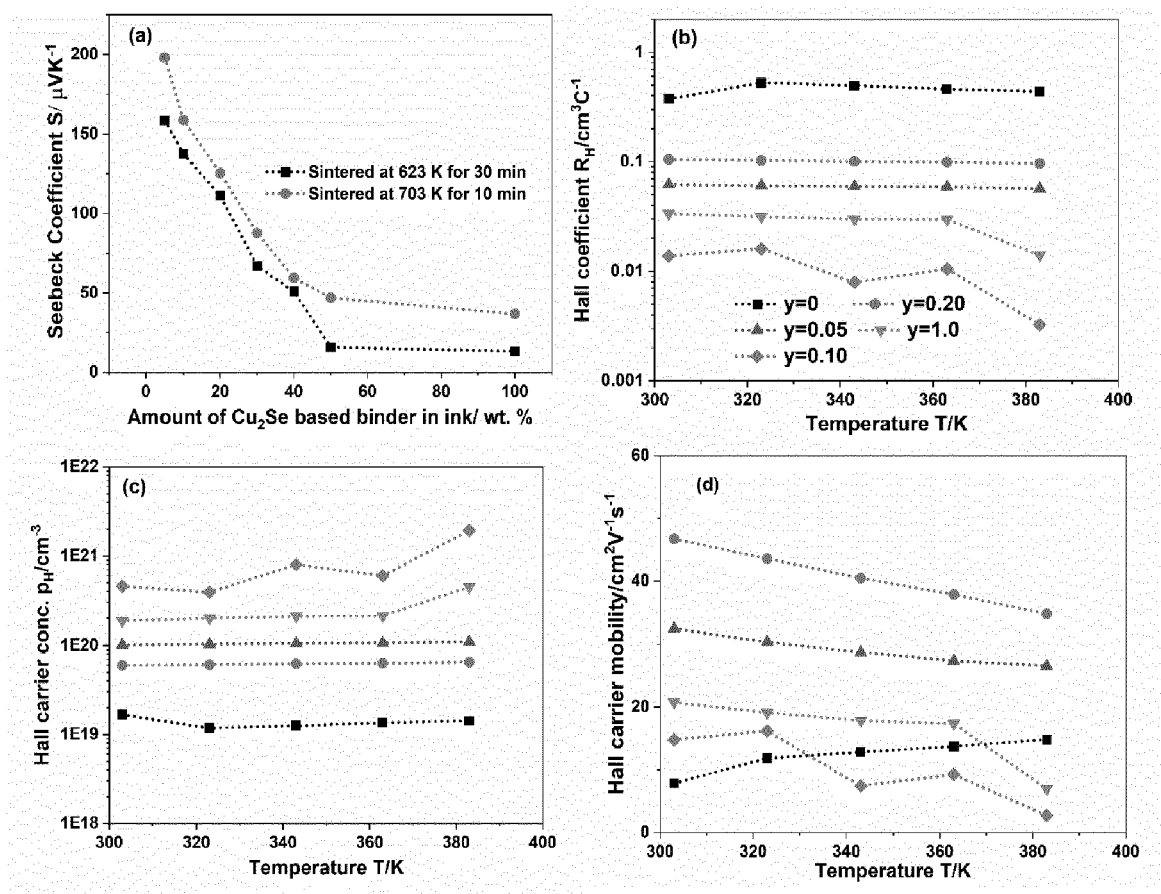 (a)
Seebeck Coefficient S/ μVK-1
200
150
100
50
0
Sintered at 623 K for 30 min
Sintered at 703 K for 10 min
0 20 40 60 80 100
Amount of Cu2Se based binder in ink/ wt. %
(b)
Hall coefficient RH/cm3C-1
1
0.1
0.01
0.001
y=0 y=0.20
y=0.05 y=1.0
y=0.10
300 320 340 360 380 400
Temperature T/K
(c)
Hall carrier conc. pH/cm-3
1E22
1E21
1E20
1E19
1E18
300 320 340 360 380 400
Temperature T/K
(d)
Hall carrier mobility/cm2V-1s-1
60
40
20
0
300 320 340 360 380 400
Temperature T/K